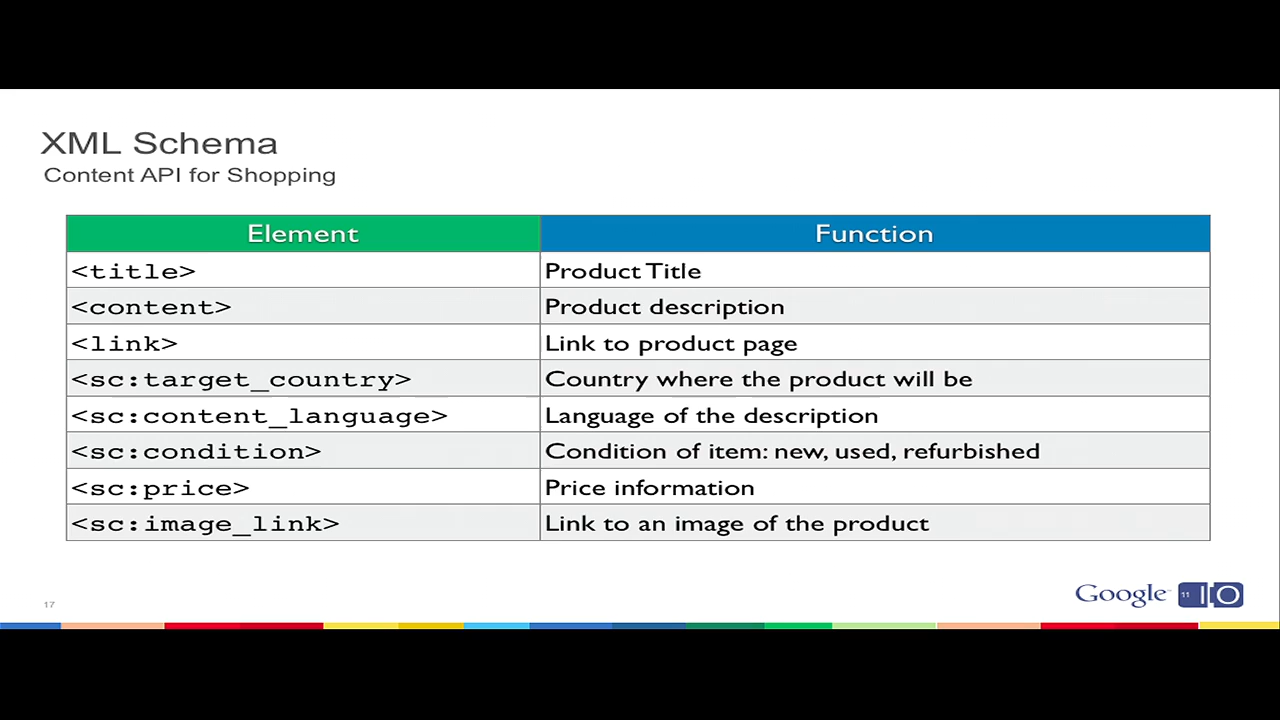 XML Schema
Content API for Shopping
Element Function
<title> Product Title
<content> Product description
<link> Link to product page
<sc:target_country> Country where the product will be
<sc:content_language> Language of the description
<sc:condition> Condition of item: new, used, refurbished
<sc:price> Price information
<sc:image_link> Link to an image of the product
17
Google 11 IO